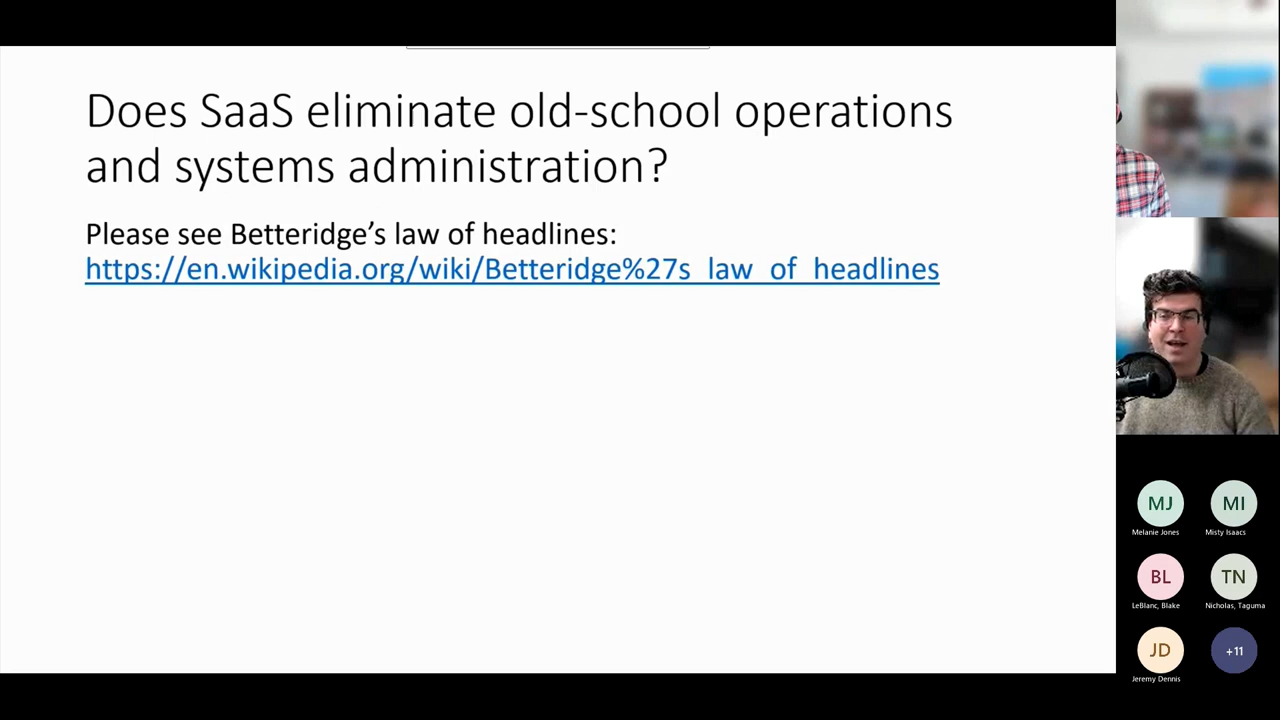 Does SaaS eliminate old-school operations
and systems administration?
Please see Betteridge’s law of headlines:
https://en.wikipedia.org/wiki/Betteridge%27s_law_of_headlines
MJ
MI
Melanie Jones
Misty Isaacs
BL
TN
LeBlanc, Blake
Nicholas, Taguma
JD
+11
Jeremy Dennis